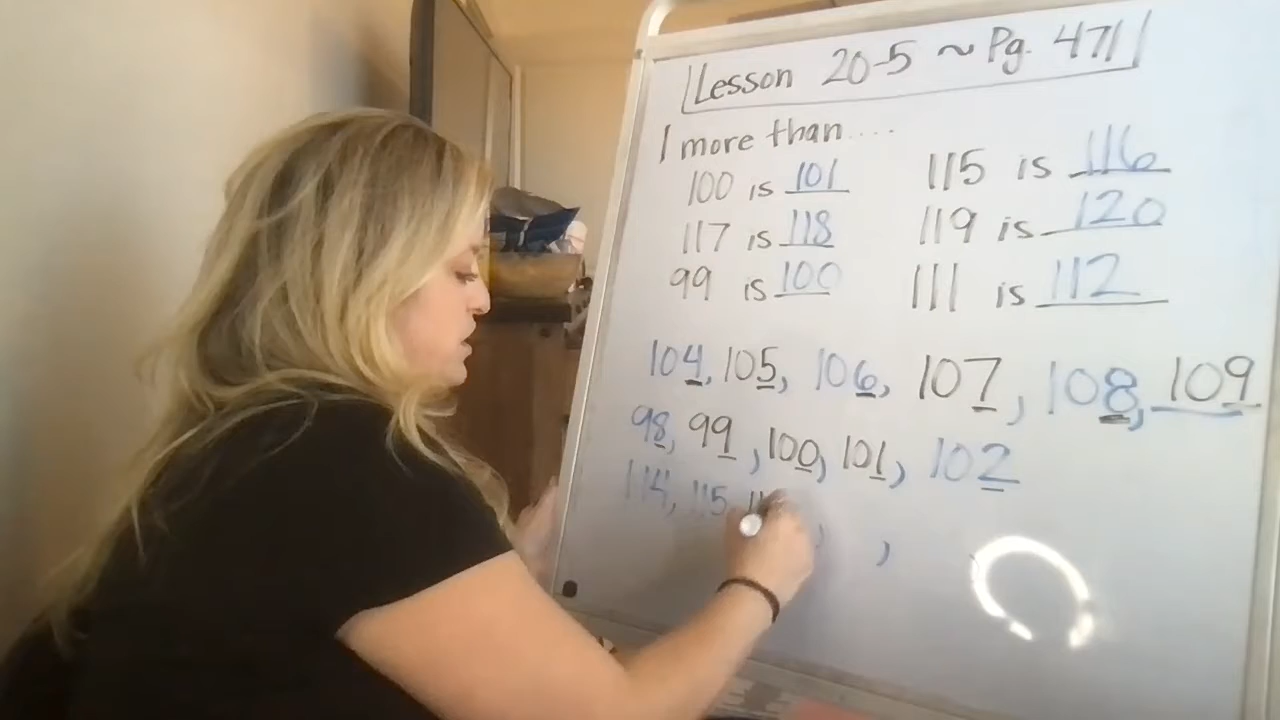 Lesson 20-5 ~ Pg. 471
1 more than....
100 is 101 115 is 116
117 is 118 119 is 120
99 is 100 111 is 112
104, 105, 106, 107, 108, 109
98, 99, 100, 101, 102
114, 115